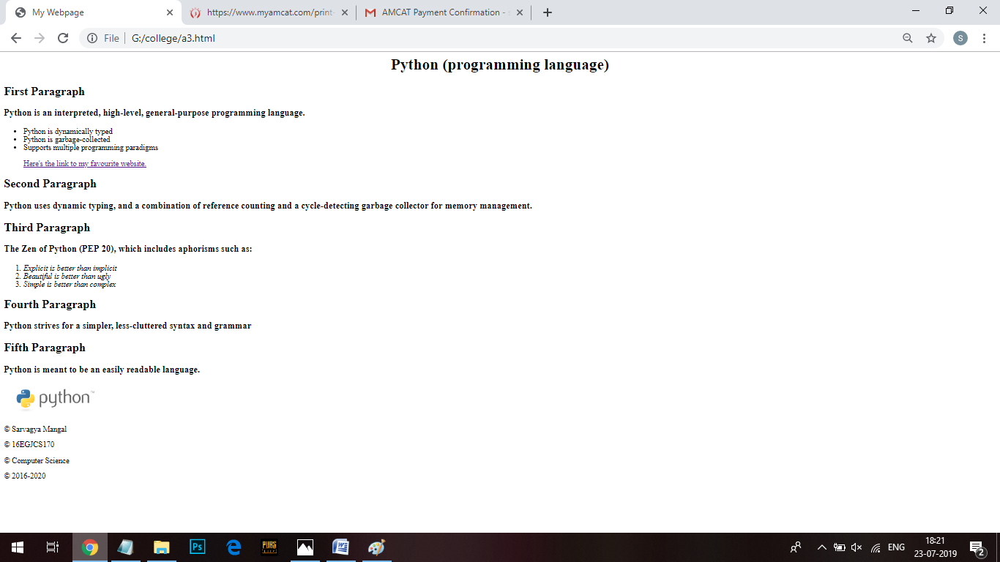 My Webpage
https://www.myamcat.com/print-
AMCAT Payment Confirmation -
File
G:/college/a3.html
S
Python (programming language)
First Paragraph
Python is an interpreted, high-level, general-purpose programming language.
• Python is dynamically typed
• Python is garbage-collected
• Supports multiple programming paradigms
Here's the link to my favourite website.
Second Paragraph
Python uses dynamic typing, and a combination of reference counting and a cycle-detecting garbage collector for memory management.
Third Paragraph
The Zen of Python (PEP 20), which includes aphorisms such as:
1. Explicit is better than implicit
2. Beautiful is better than ugly
3. Simple is better than complex
Fourth Paragraph
Python strives for a simpler, less-cluttered syntax and grammar
Fifth Paragraph
Python is meant to be an easily readable language.
python™
© Sarvagya Mangal
© 16EGJCS170
© Computer Science
© 2016-2020
Ps
PUBG
W
ENG
18:21
23-07-2019
2